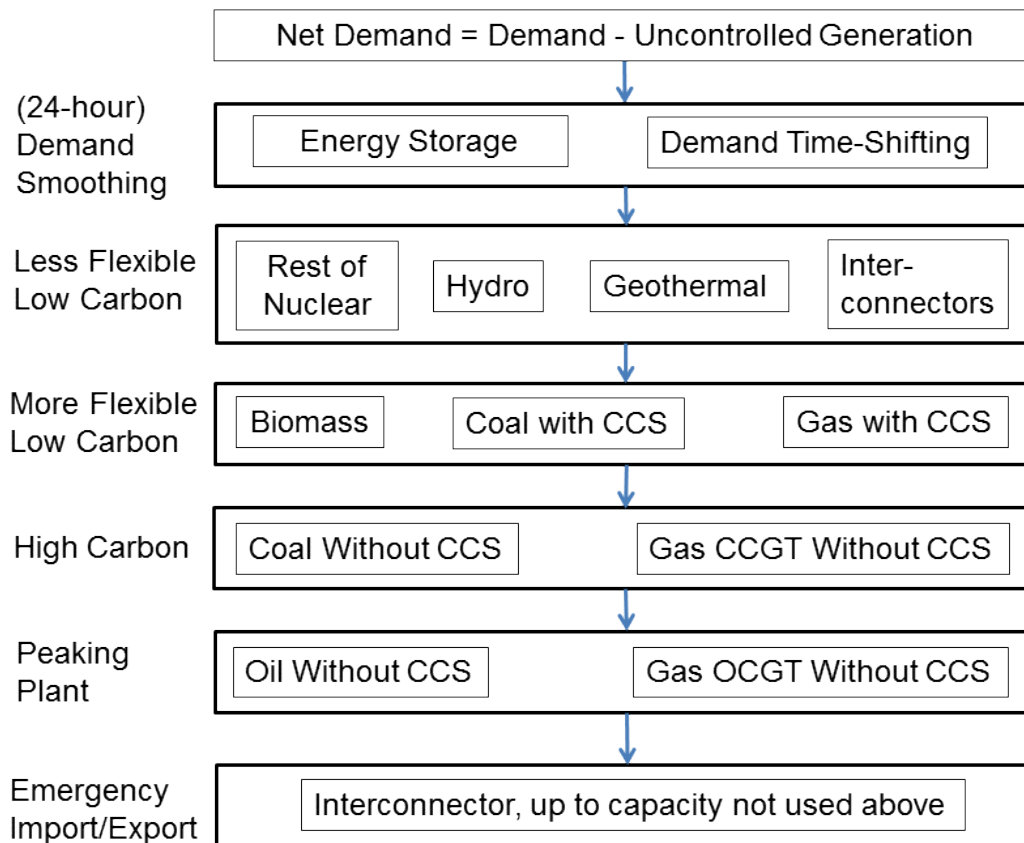 Net Demand = Demand - Uncontrolled Generation
(24-hour)
Demand
Smoothing
Energy Storage
Demand Time-Shifting
Less Flexible
Low Carbon
Rest of
Nuclear
Hydro
Geothermal
Inter-
connectors
More Flexible
Low Carbon
Biomass
Coal with CCS
Gas with CCS
High Carbon
Coal Without CCS
Gas CCGT Without CCS
Peaking
Plant
Oil Without CCS
Gas OCGT Without CCS
Emergency
Import/Export
Interconnector, up to capacity not used above